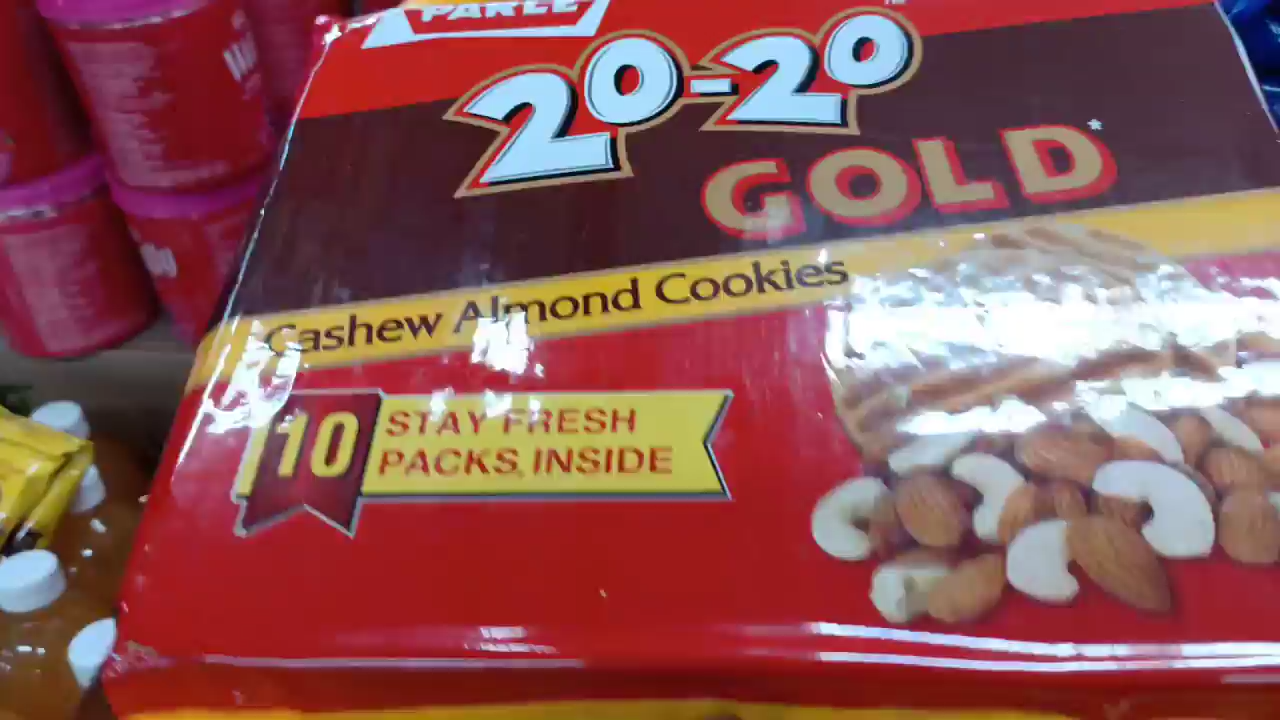 PARLE
20-20
GOLD*
Cashew Almond Cookies
10 STAY FRESH
PACKS INSIDE